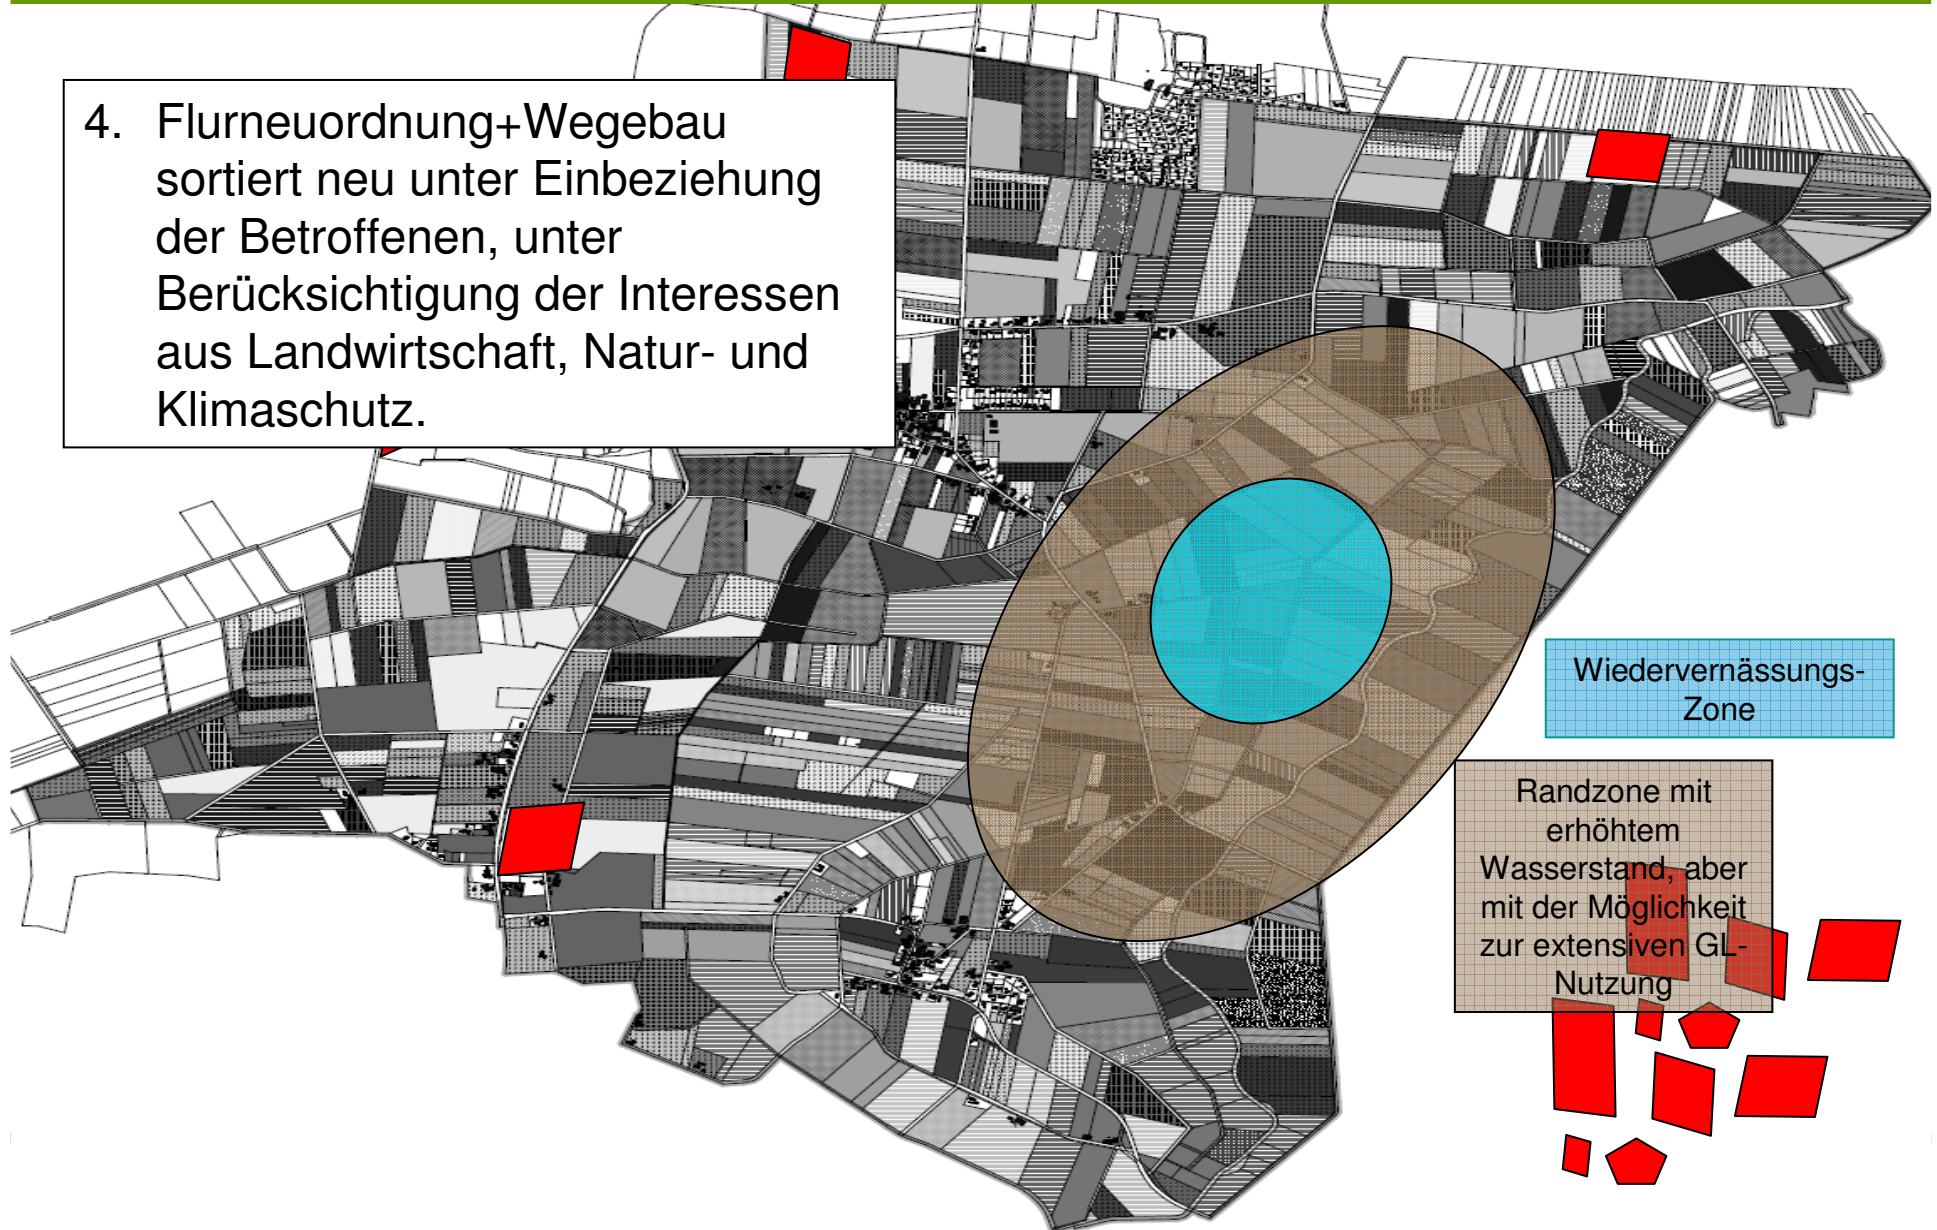 4. Flurneuordnung+Wegebau
sortiert neu unter Einbeziehung
der Betroffenen, unter
Berücksichtigung der Interessen
aus Landwirtschaft, Natur- und
Klimaschutz.
Wiedervernässungs-
Zone
Randzone mit
erhöhtem
Wasserstand, aber
mit der Möglichkeit
zur extensiven GL-
Nutzung